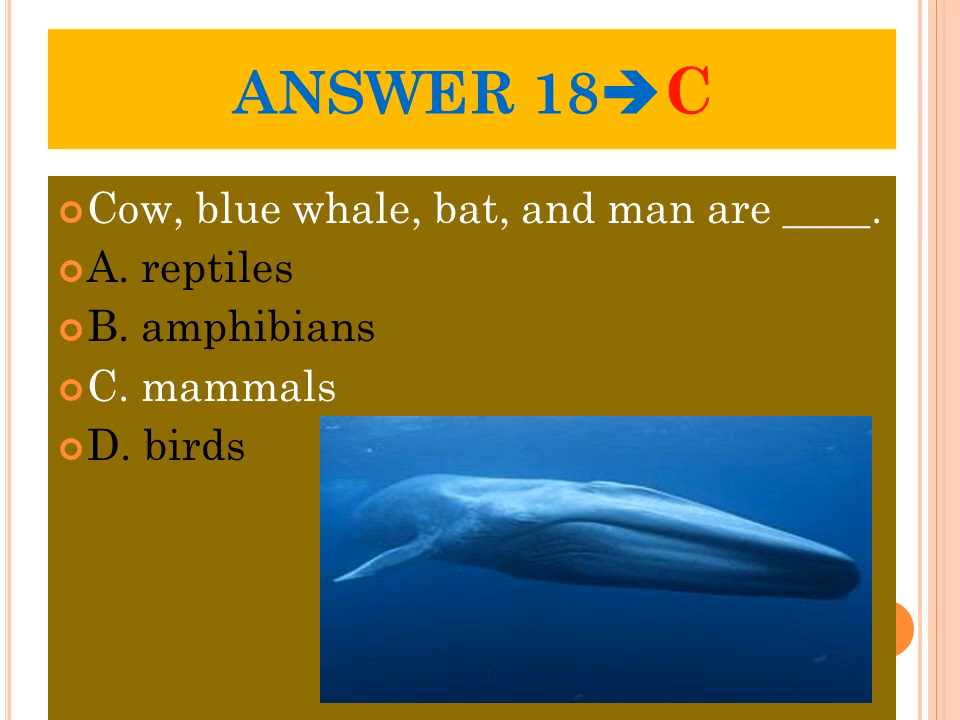 ANSWER 18➔C
Cow, blue whale, bat, and man are ____.
A. reptiles
B. amphibians
C. mammals
D. birds